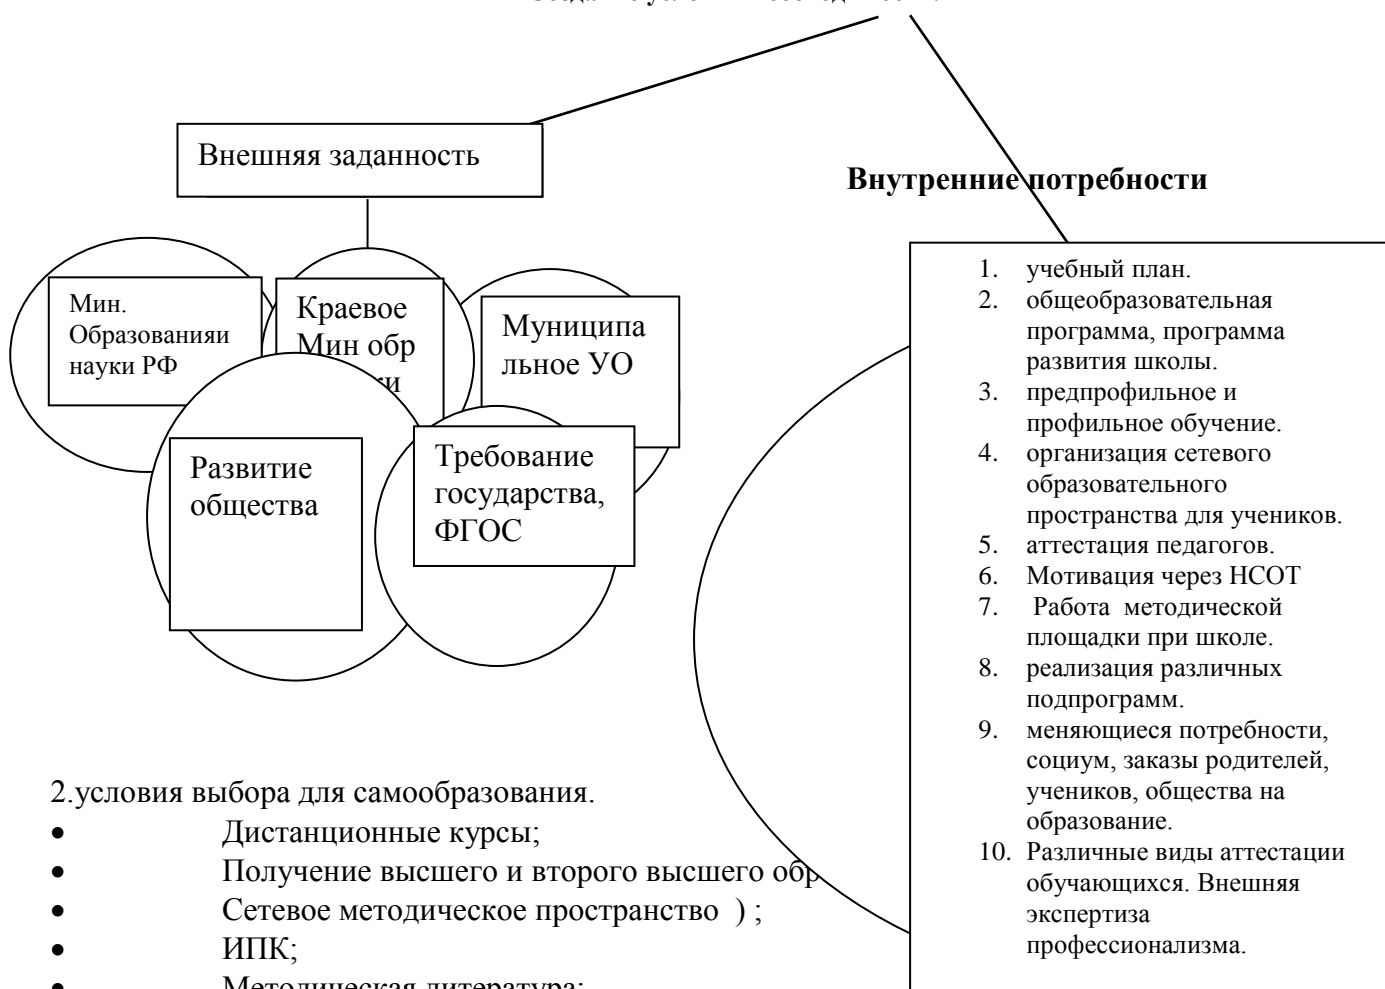 Внешняя заданность
Внутренние потребности
Мин.
Образованияи
науки РФ
Краевое
Мин обр
Муниципа
льное УО
Развитие
общества
Требование
государства,
ФГОС
1. учебный план.
2. общеобразовательная
программа, программа
развития школы.
3. предпрофильное и
профильное обучение.
4. организация сетевого
образовательного
пространства для учеников.
5. аттестация педагогов.
6. Мотивация через НСОТ
7. Работа методической
площадки при школе.
8. реализация различных
подпрограмм.
9. меняющиеся потребности,
социум, заказы родителей,
учеников, общества на
образование.
10. Различные виды аттестации
обучающихся. Внешняя
экспертиза
профессионализма.
2.условия выбора для самообразования.
• Дистанционные курсы;
• Получение высшего и второго высшего обр
• Сетевое методическое пространство ) ;
• ИПК;
• Методическая литература;